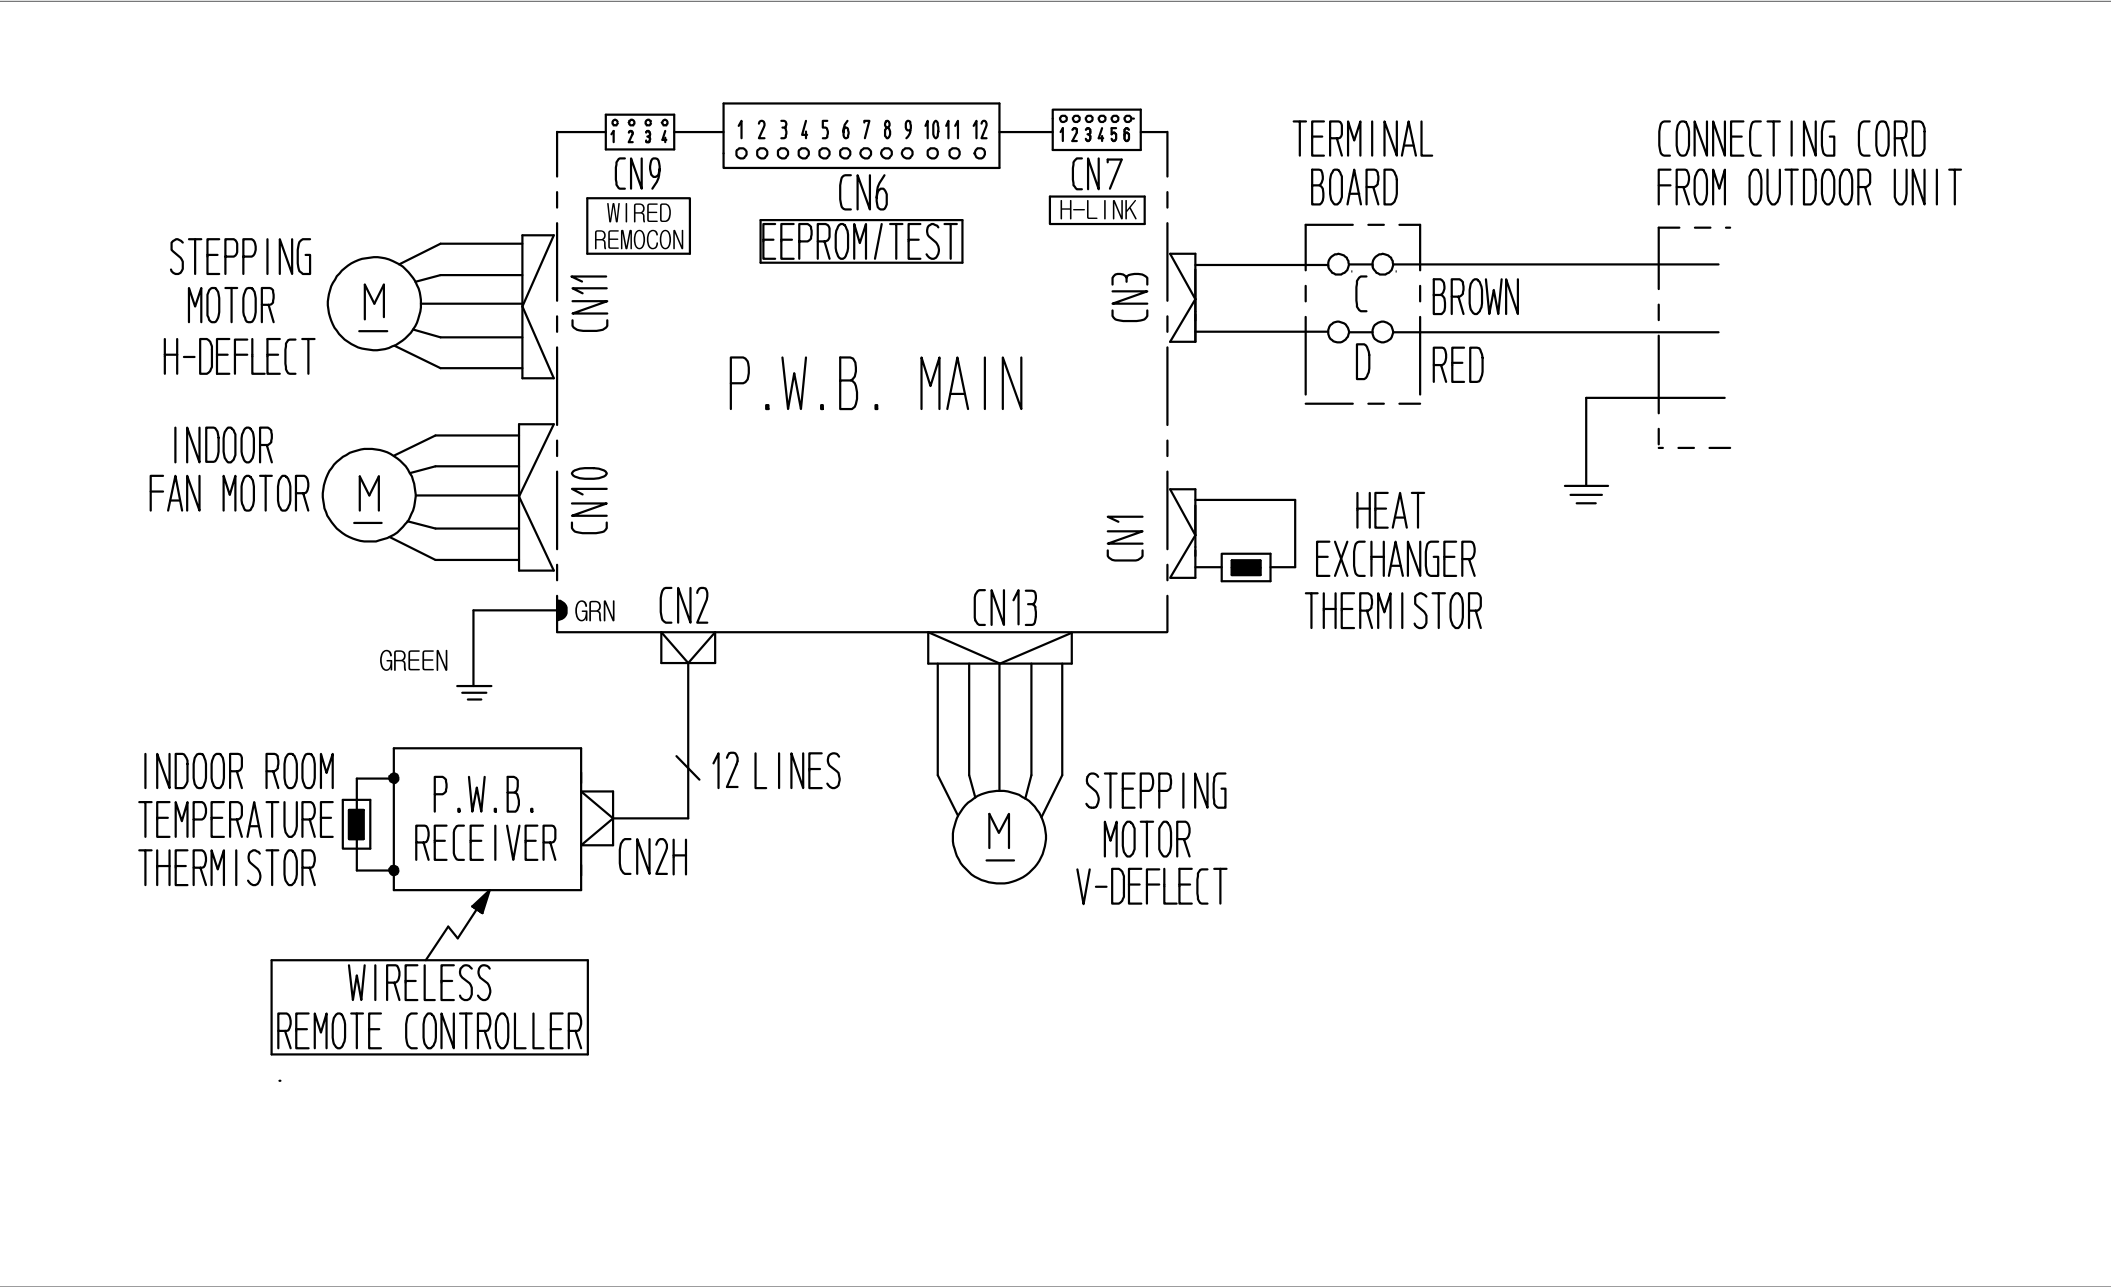 1 2 3 4
CN9
WIRED
REMOCON
1 2 3 4 5 6 7 8 9 10 11 12
CN6
EEPROM/TEST
1 2 3 4 5 6
CN7
H-LINK
TERMINAL
BOARD
CONNECTING CORD
FROM OUTDOOR UNIT
STEPPING
MOTOR
H-DEFLECT
M
CN11
CN3
C
BROWN
D
RED
P.W.B. MAIN
INDOOR
FAN MOTOR
M
CN10
CN1
HEAT
EXCHANGER
THERMISTOR
GRN
GREEN
CN2
CN13
12 LINES
INDOOR ROOM
TEMPERATURE
THERMISTOR
P.W.B.
RECEIVER
CN2H
M
STEPPING
MOTOR
V-DEFLECT
WIRELESS
REMOTE CONTROLLER